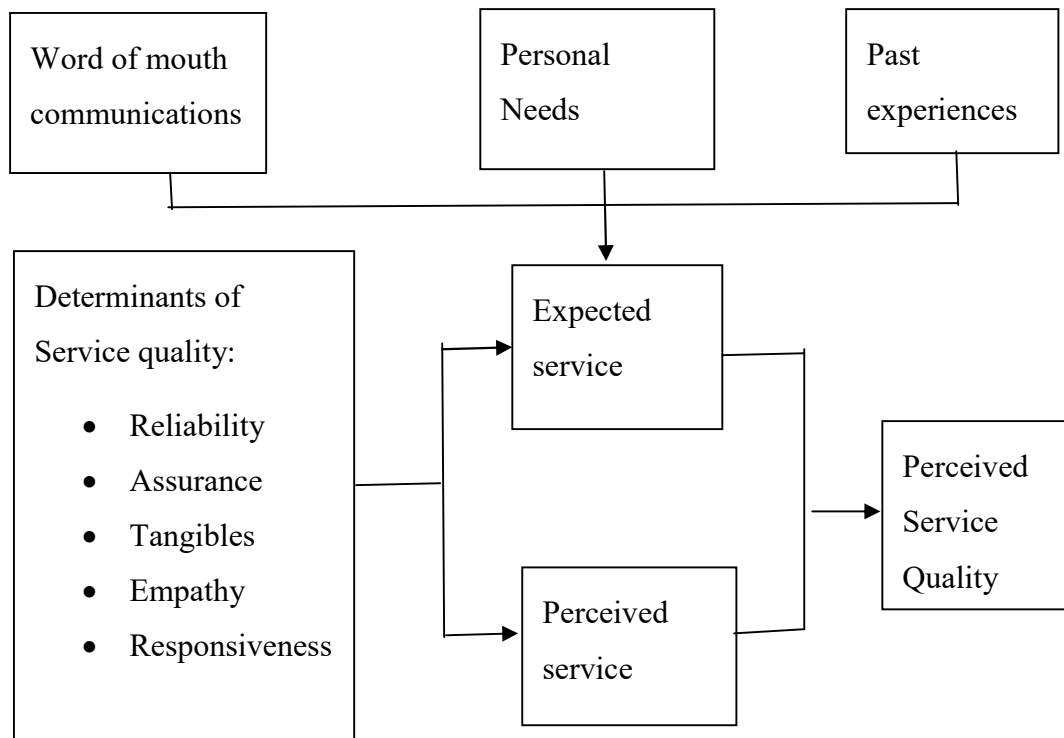 Word of mouth
communications
Personal
Needs
Past
experiences
Determinants of
Service quality:
• Reliability
• Assurance
• Tangibles
• Empathy
• Responsiveness
Expected
service
Perceived
service
Perceived
Service
Quality